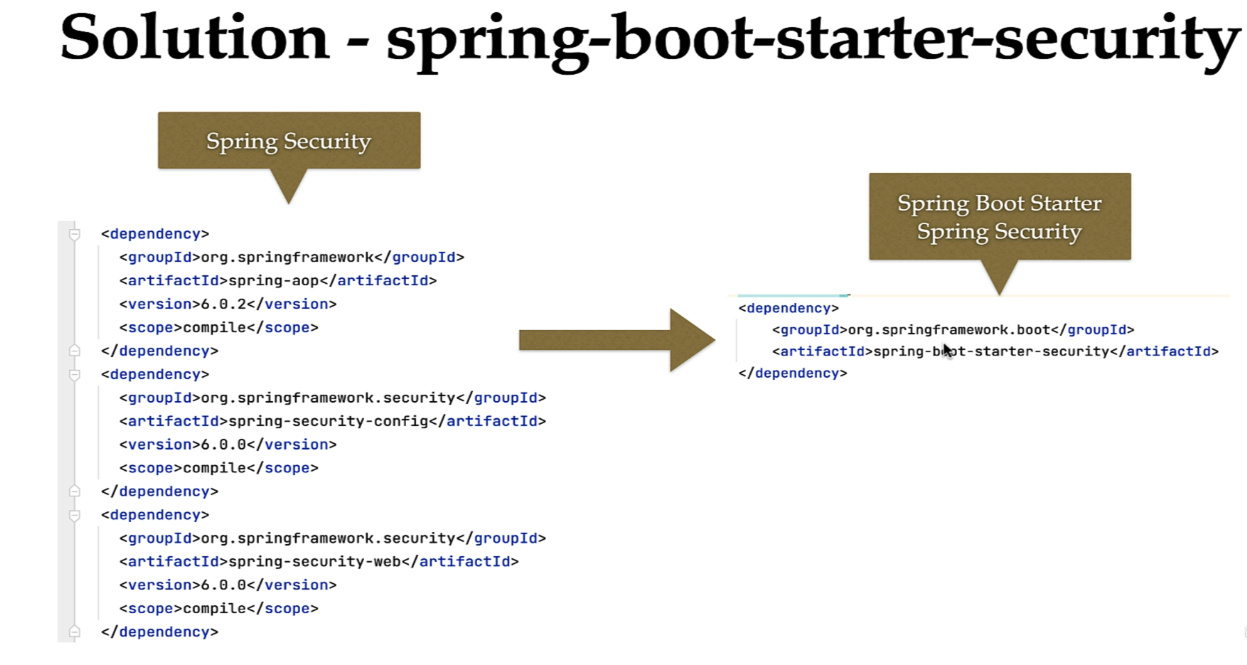 Solution - spring-boot-starter-security
Spring Security
<dependency>
<groupId>org.springframework</groupId>
<artifactId>spring-aop</artifactId>
<version>6.0.2</version>
<scope>compile</scope>
</dependency>
<dependency>
<groupId>org.springframework.security</groupId>
<artifactId>spring-security-config</artifactId>
<version>6.0.0</version>
<scope>compile</scope>
</dependency>
<dependency>
<groupId>org.springframework.security</groupId>
<artifactId>spring-security-web</artifactId>
<version>6.0.0</version>
<scope>compile</scope>
</dependency>
Spring Boot Starter
Spring Security
<dependency>
<groupId>org.springframework.boot</groupId>
<artifactId>spring-boot-starter-security</artifactId>
</dependency>